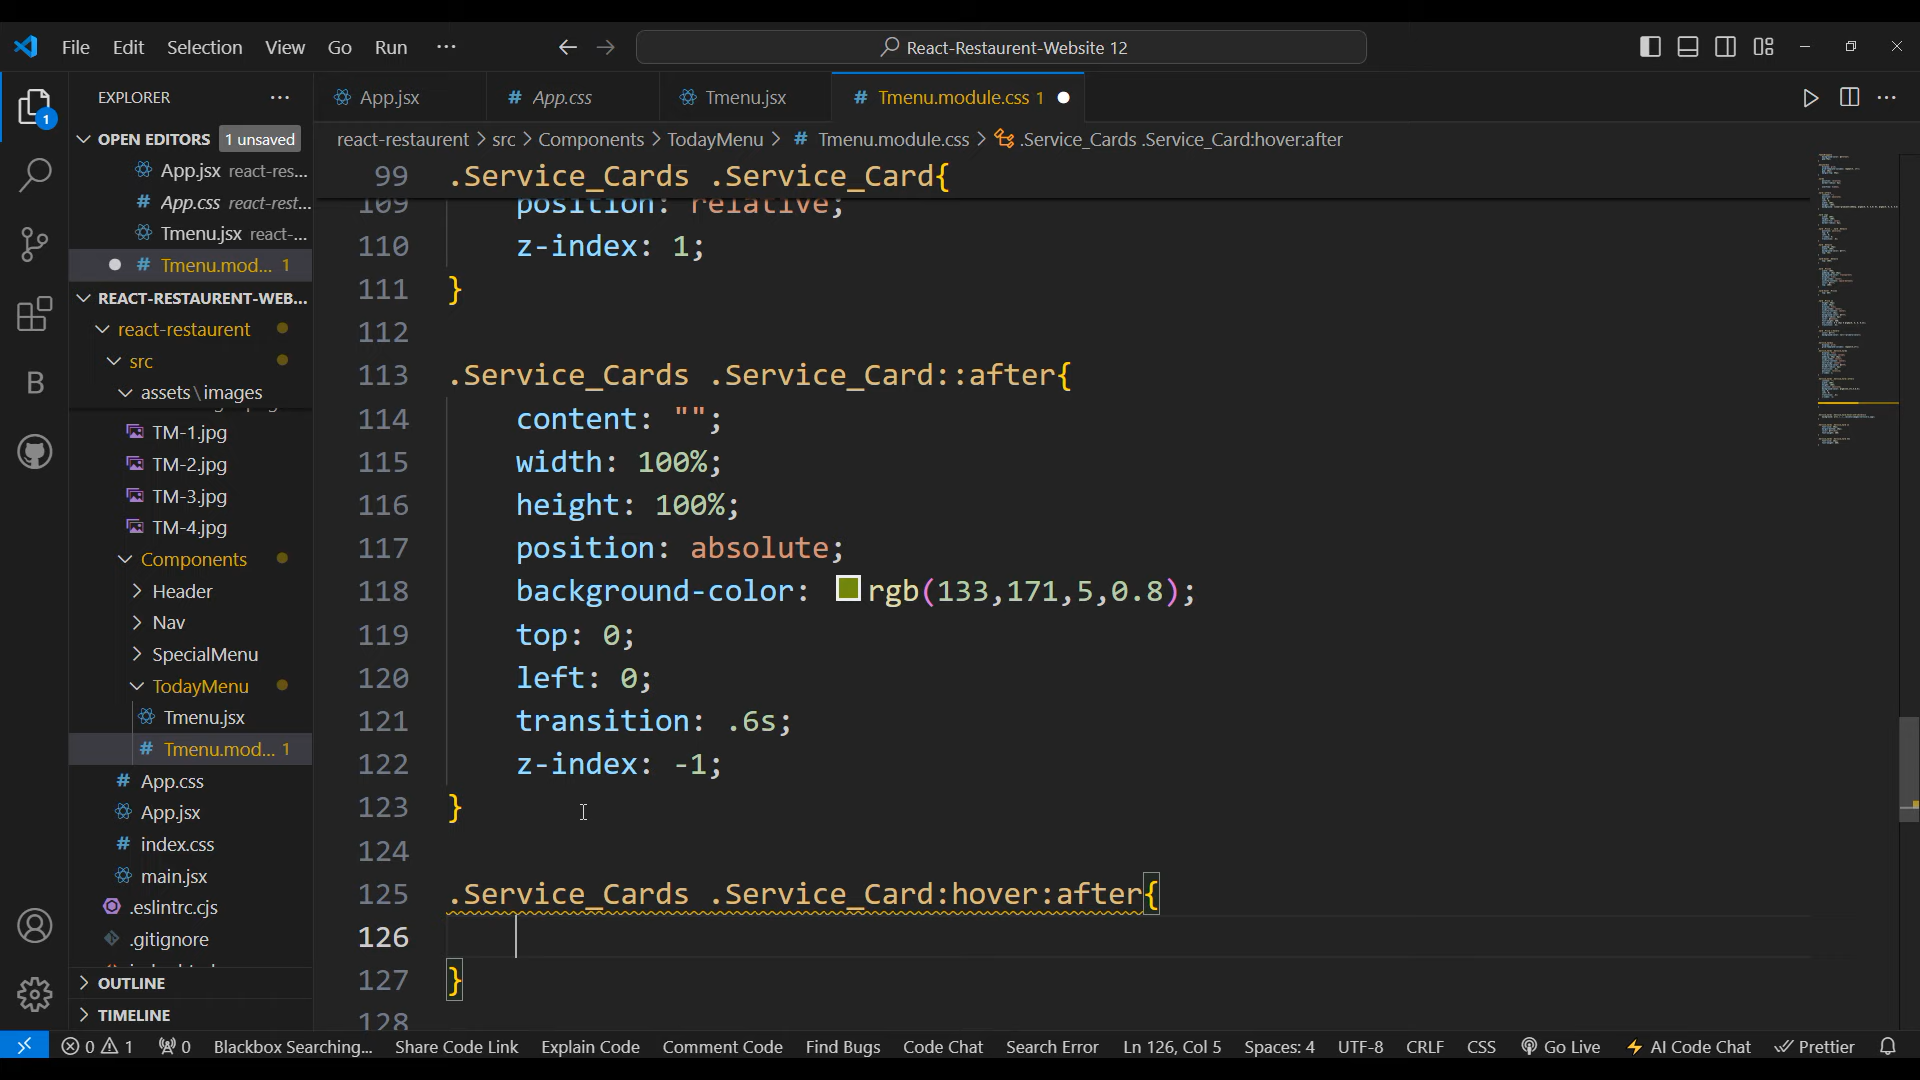 File Edit Selection View Go Run ··· React-Restaurent-Website 12
EXPLORER ···
App.jsx # App.css Tmenu.jsx # Tmenu.module.css 1
OPEN EDITORS 1 unsaved
react-restaurent > src > Components > TodayMenu > # Tmenu.module.css > .Service_Cards .Service_Card:hover:after
App.jsx react-res...
# App.css react-rest...
Tmenu.jsx react-...
# Tmenu.mod... 1
REACT-RESTAURENT-WEB...
react-restaurent
src
assets\images
TM-1.jpg
TM-2.jpg
TM-3.jpg
TM-4.jpg
Components
Header
Nav
SpecialMenu
TodayMenu
Tmenu.jsx
# Tmenu.mod... 1
# App.css
App.jsx
# index.css
main.jsx
.eslintrc.cjs
.gitignore
OUTLINE
TIMELINE
99 .Service_Cards .Service_Card{
109 position: relative;
110 z-index: 1;
111 }
112
113 .Service_Cards .Service_Card::after{
114 content: "";
115 width: 100%;
116 height: 100%;
117 position: absolute;
118 background-color: rgb(133,171,5,0.8);
119 top: 0;
120 left: 0;
121 transition: .6s;
122 z-index: -1;
123 }
124
125 .Service_Cards .Service_Card:hover:after{
126
127 }
128
0 1 0 Blackbox Searching... Share Code Link Explain Code Comment Code Find Bugs Code Chat Search Error Ln 126, Col 5 Spaces: 4 UTF-8 CRLF CSS Go Live AI Code Chat Prettier